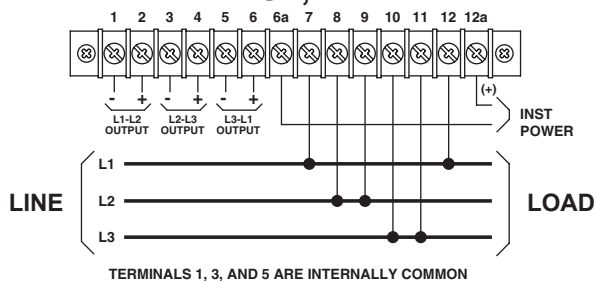 1 2 3 4 5 6 6a 7 8 9 10 11 12 12a
- + - + - + (+)
L1-L2 OUTPUT
L2-L3 OUTPUT
L3-L1 OUTPUT
INST POWER
L1
LINE L2 LOAD
L3
TERMINALS 1, 3, AND 5 ARE INTERNALLY COMMON